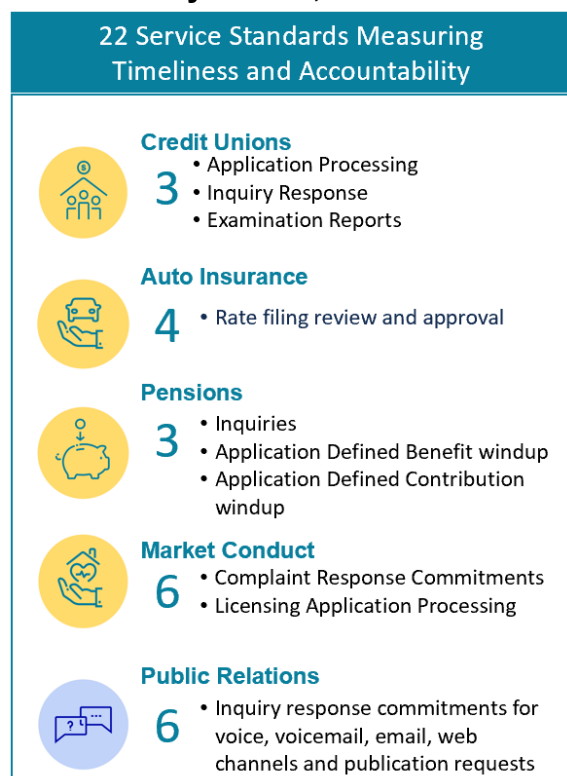 22 Service Standards Measuring
Timeliness and Accountability
Credit Unions
3
• Application Processing
• Inquiry Response
• Examination Reports
Auto Insurance
4
• Rate filing review and approval
Pensions
3
• Inquiries
• Application Defined Benefit windup
• Application Defined Contribution
windup
Market Conduct
6
• Complaint Response Commitments
• Licensing Application Processing
Public Relations
6
• Inquiry response commitments for
voice, voicemail, email, web
channels and publication requests